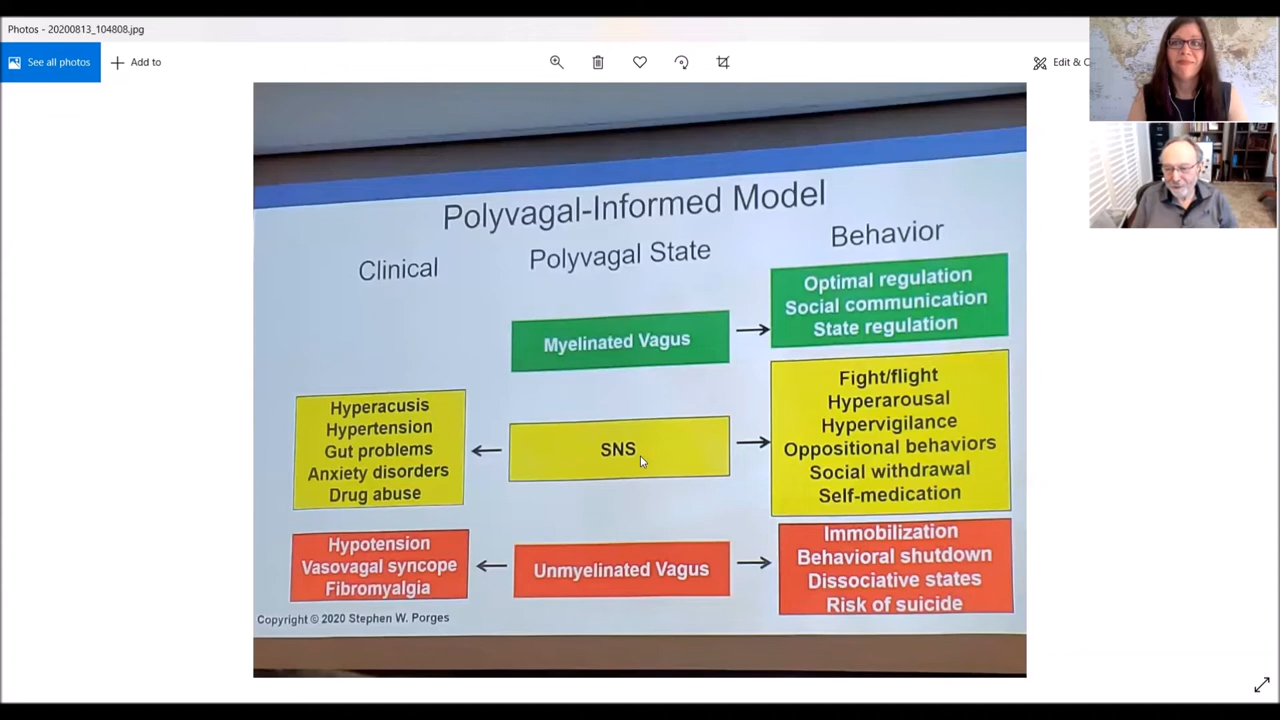 Photos - 20200813_104808.jpg
See all photos
Add to
Edit & C
Polyvagal-Informed Model
Clinical
Polyvagal State
Behavior
Myelinated Vagus
Optimal regulation
Social communication
State regulation
Hyperacusis
Hypertension
Gut problems
Anxiety disorders
Drug abuse
SNS
Fight/flight
Hyperarousal
Hypervigilance
Oppositional behaviors
Social withdrawal
Self-medication
Hypotension
Vasovagal syncope
Fibromyalgia
Unmyelinated Vagus
Immobilization
Behavioral shutdown
Dissociative states
Risk of suicide
Copyright © 2020 Stephen W. Porges